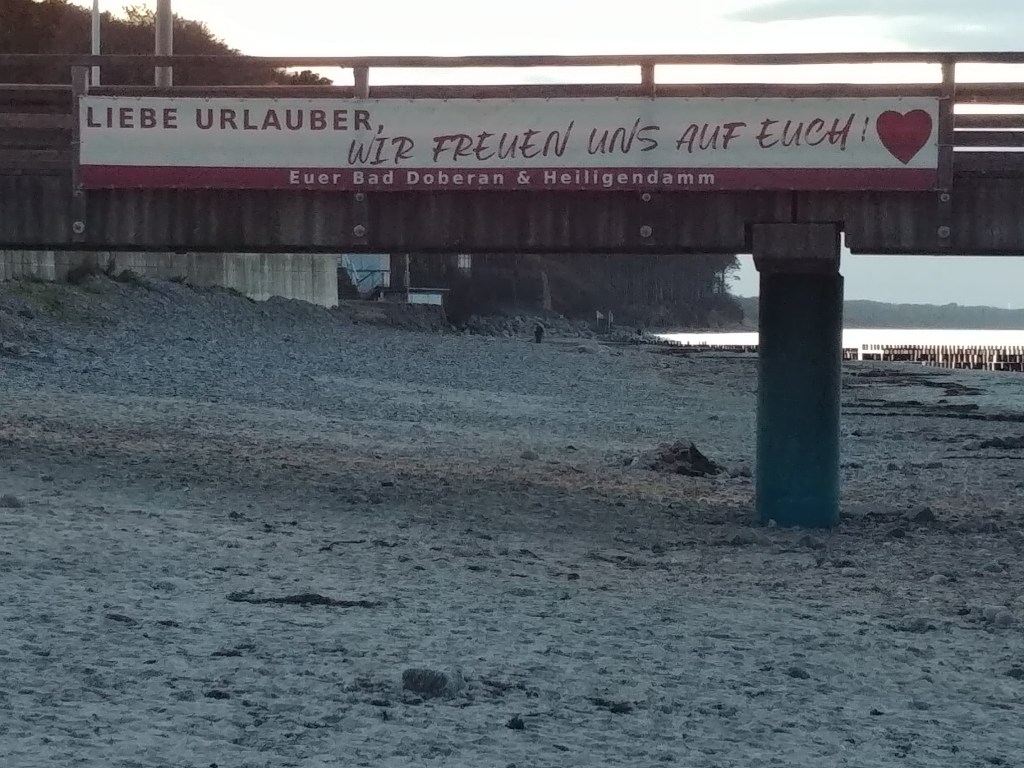 LIEBE URLAUBER,
WIR FREUEN UNS AUF EUCH!
Euer Bad Doberan & Heiligendamm